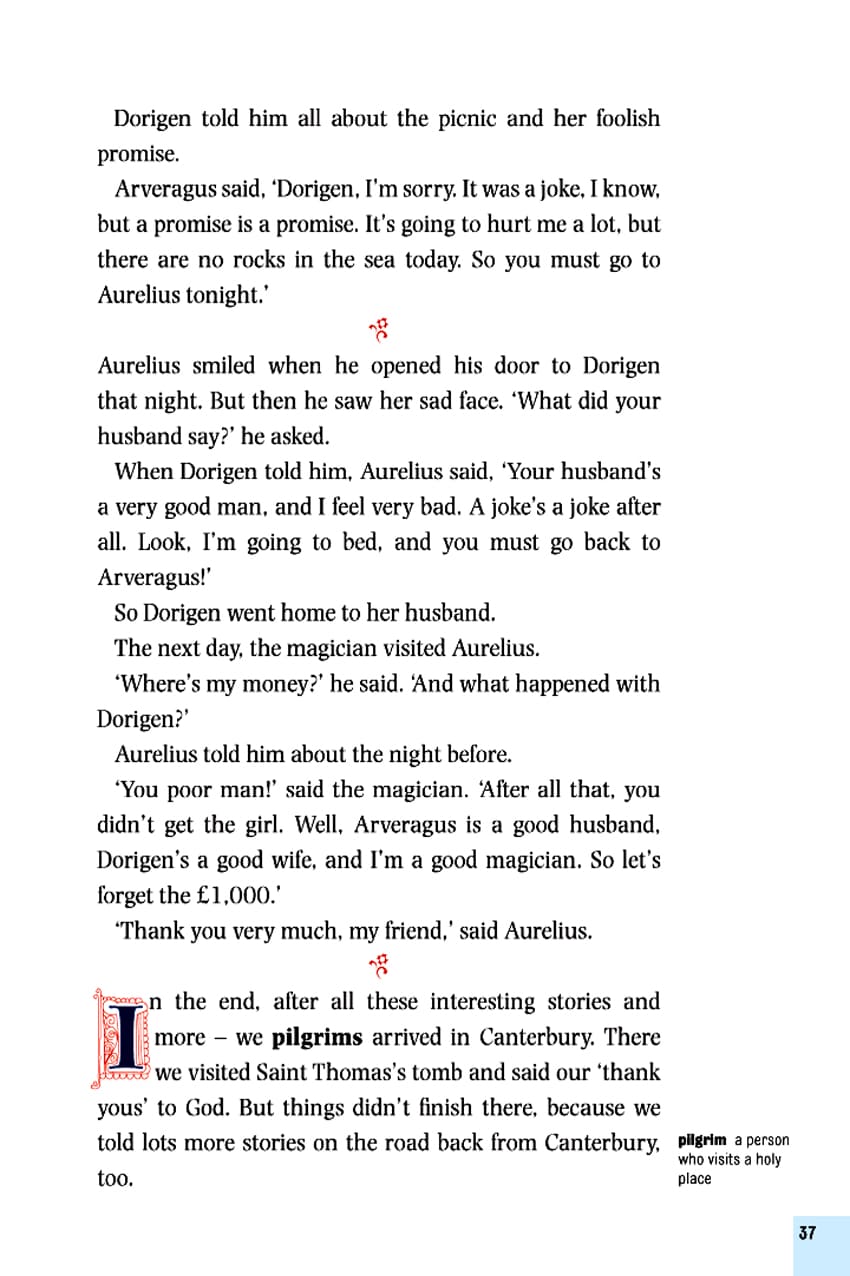 Dorigen told him all about the picnic and her foolish
promise.
Arveragus said, ‘Dorigen, I'm sorry. It was a joke, I know,
but a promise is a promise. It's going to hurt me a lot, but
there are no rocks in the sea today. So you must go to
Aurelius tonight.’
Aurelius smiled when he opened his door to Dorigen
that night. But then he saw her sad face. ‘What did your
husband say?’ he asked.
When Dorigen told him, Aurelius said, ‘Your husband's
a very good man, and I feel very bad. A joke's a joke after
all. Look, I'm going to bed, and you must go back to
Arveragus!’
So Dorigen went home to her husband.
The next day, the magician visited Aurelius.
‘Where's my money?’ he said. ‘And what happened with
Dorigen?’
Aurelius told him about the night before.
‘You poor man!’ said the magician. ‘After all that, you
didn't get the girl. Well, Arveragus is a good husband,
Dorigen's a good wife, and I'm a good magician. So let's
forget the £1,000.’
‘Thank you very much, my friend,’ said Aurelius.
In the end, after all these interesting stories and
more – we pilgrims arrived in Canterbury. There
we visited Saint Thomas's tomb and said our ‘thank
yous’ to God. But things didn't finish there, because we
told lots more stories on the road back from Canterbury,
too.
pilgrim a person
who visits a holy
place
37